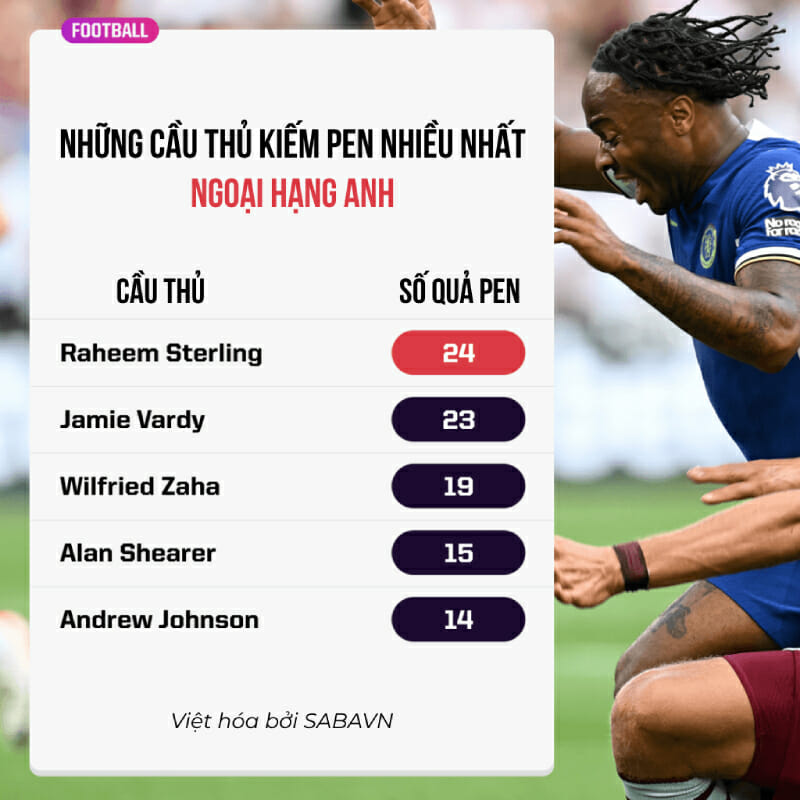 FOOTBALL
NHỮNG CẦU THỦ KIẾM PEN NHIỀU NHẤT
NGOẠI HẠNG ANH
CẦU THỦ SỐ QUẢ PEN
Raheem Sterling 24
Jamie Vardy 23
Wilfried Zaha 19
Alan Shearer 15
Andrew Johnson 14
Việt hóa bởi SABAVN